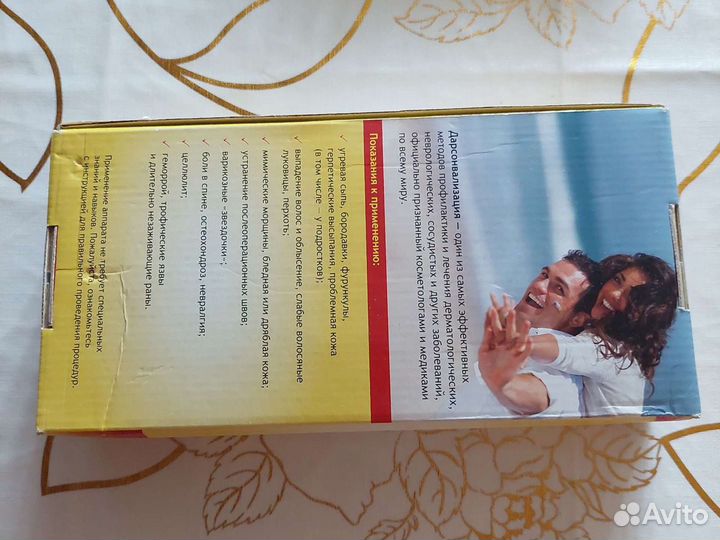 Дарсонвализация — один из самых эффективных
методов профилактики и лечения дерматологических,
неврологических, сосудистых и других заболеваний,
официально признанный косметологами и медиками
по всему миру.
Показания к применению:
✓ угревая сыпь, бородавки, фурункулы,
герпетические высыпания, проблемная кожа
(в том числе — у подростков);
✓ выпадение волос и облысение, слабые волосяные
луковицы, перхоть;
✓ мимические морщины, бледная или дряблая кожа;
✓ устранение послеоперационных швов;
✓ варикозные «звездочки»;
✓ боли в спине, остеохондроз, невралгия;
✓ целлюлит;
✓ геморрой, трофические язвы
и длительно незаживающие раны.
Применение аппарата не требует специальных
знаний и навыков. Пожалуйста, ознакомьтесь
с инструкцией для правильного проведения процедур.
Avito